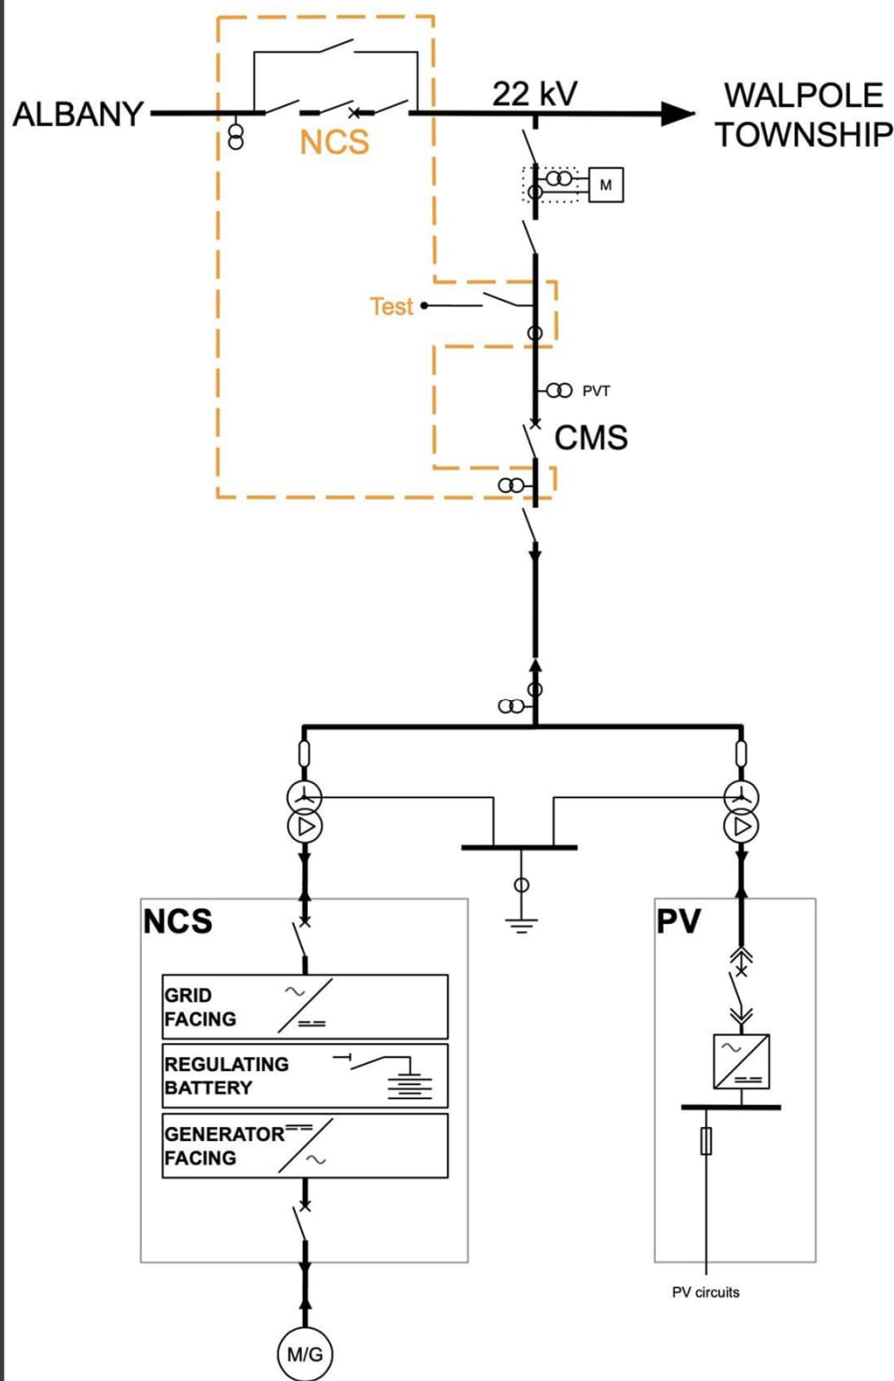 ALBANY
NCS
22 kV
WALPOLE
TOWNSHIP
M
Test
PVT
CMS
NCS
PV
GRID
FACING
REGULATING
BATTERY
GENERATOR
FACING
PV circuits
M/G